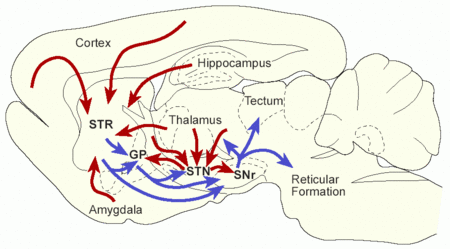 Cortex
Hippocampus
Tectum
STR
Thalamus
GP
STN
SNr
Reticular
Formation
Amygdala